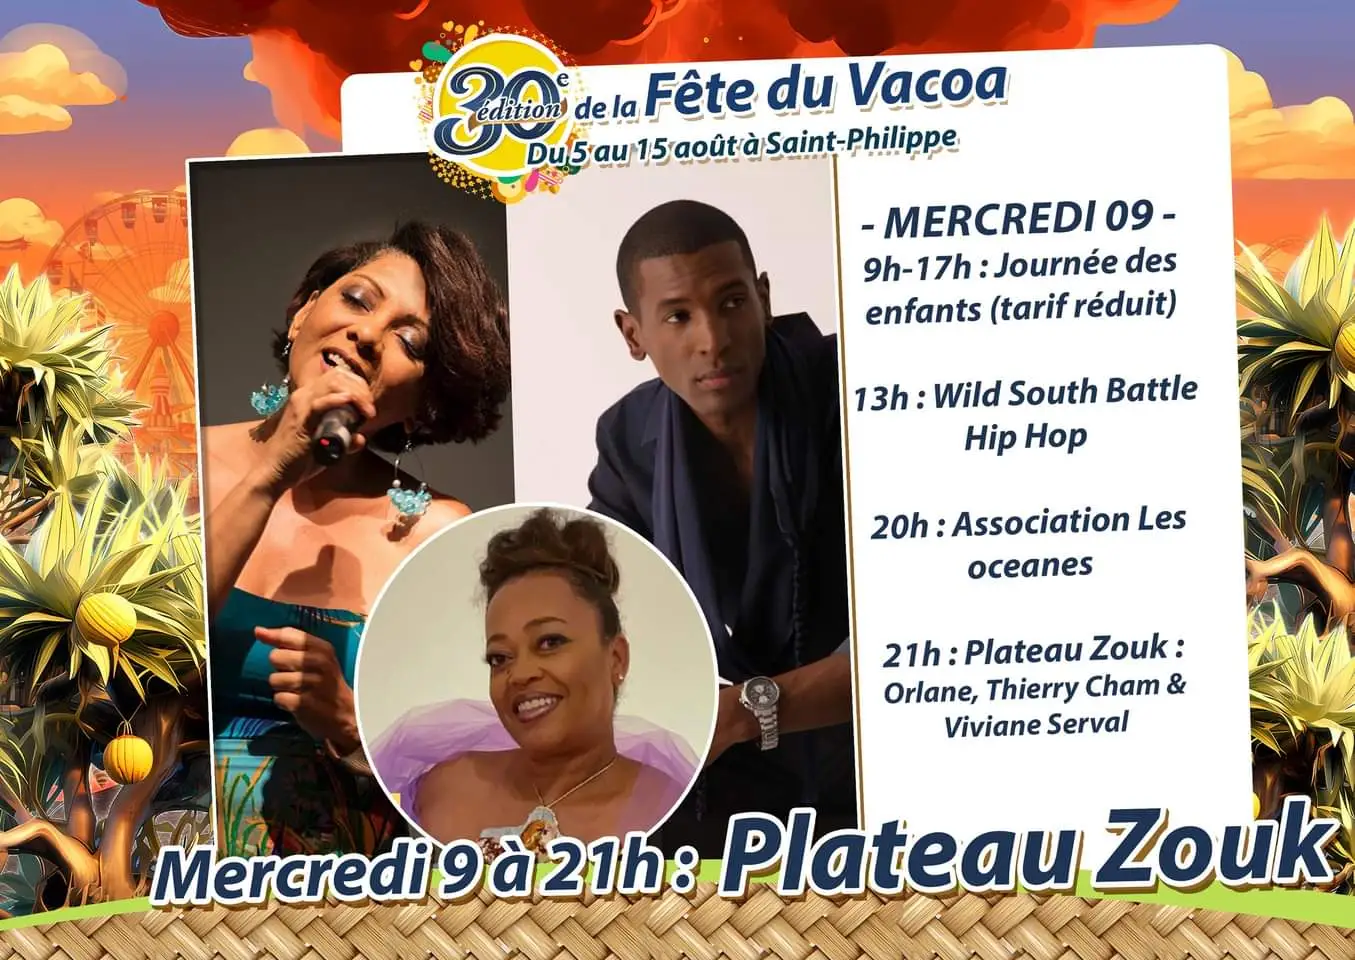 30e édition de la Fête du Vacoa
Du 5 au 15 août à Saint-Philippe
- MERCREDI 09 -
9h-17h : Journée des
enfants (tarif réduit)
13h : Wild South Battle
Hip Hop
20h : Association Les
oceanes
21h : Plateau Zouk :
Orlane, Thierry Cham &
Viviane Serval
Mercredi 9 à 21h : Plateau Zouk